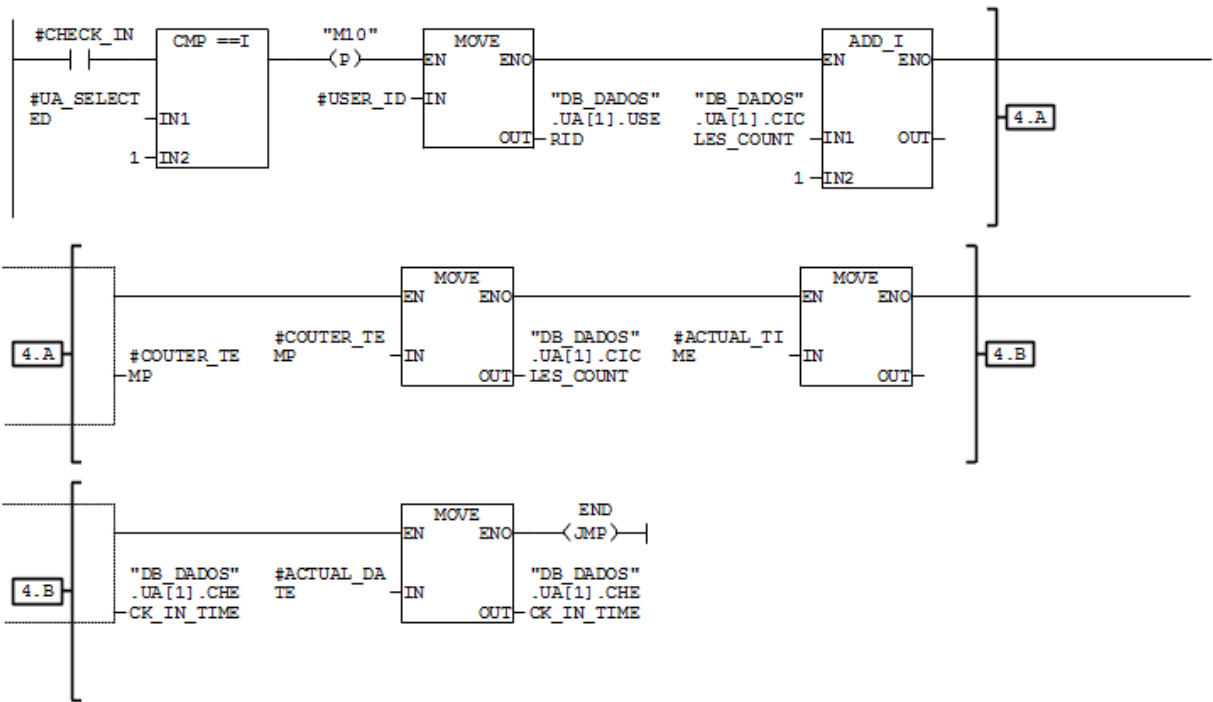 #CHECK_IN
CMP ==I
"M10"
(P)
MOVE
EN ENO
ADD_I
EN ENO
#UA_SELECT
ED
IN1
1 IN2
#USER_ID IN
OUT
"DB_DADOS"
.UA[1].USE
RID
"DB_DADOS"
.UA[1].CIC
LES_COUNT
IN1 OUT
1 IN2
4.A
4.A
#COUTER_TE
MP
MOVE
EN ENO
#COUTER_TE
MP
IN
OUT
"DB_DADOS"
.UA[1].CIC
LES_COUNT
MOVE
EN ENO
#ACTUAL_TI
ME
IN
OUT
4.B
4.B
"DB_DADOS"
.UA[1].CHE
CK_IN_TIME
MOVE
EN ENO
#ACTUAL_DA
TE
IN
OUT
END
(JMP)
"DB_DADOS"
.UA[1].CHE
CK_IN_TIME